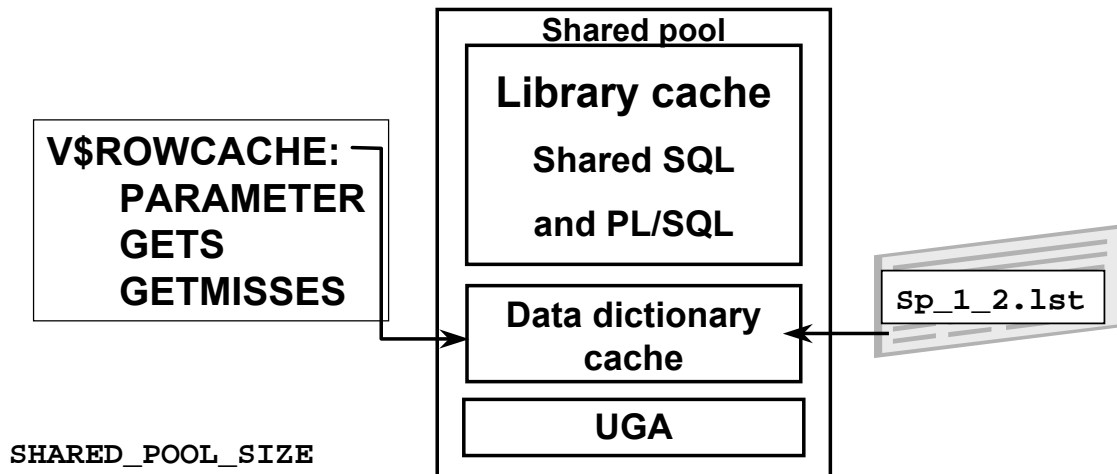 Shared pool
Library cache
Shared SQL
and PL/SQL
V$ROWCACHE:
PARAMETER
GETS
GETMISSES
Data dictionary
cache
Sp_1_2.lst
UGA
SHARED_POOL_SIZE